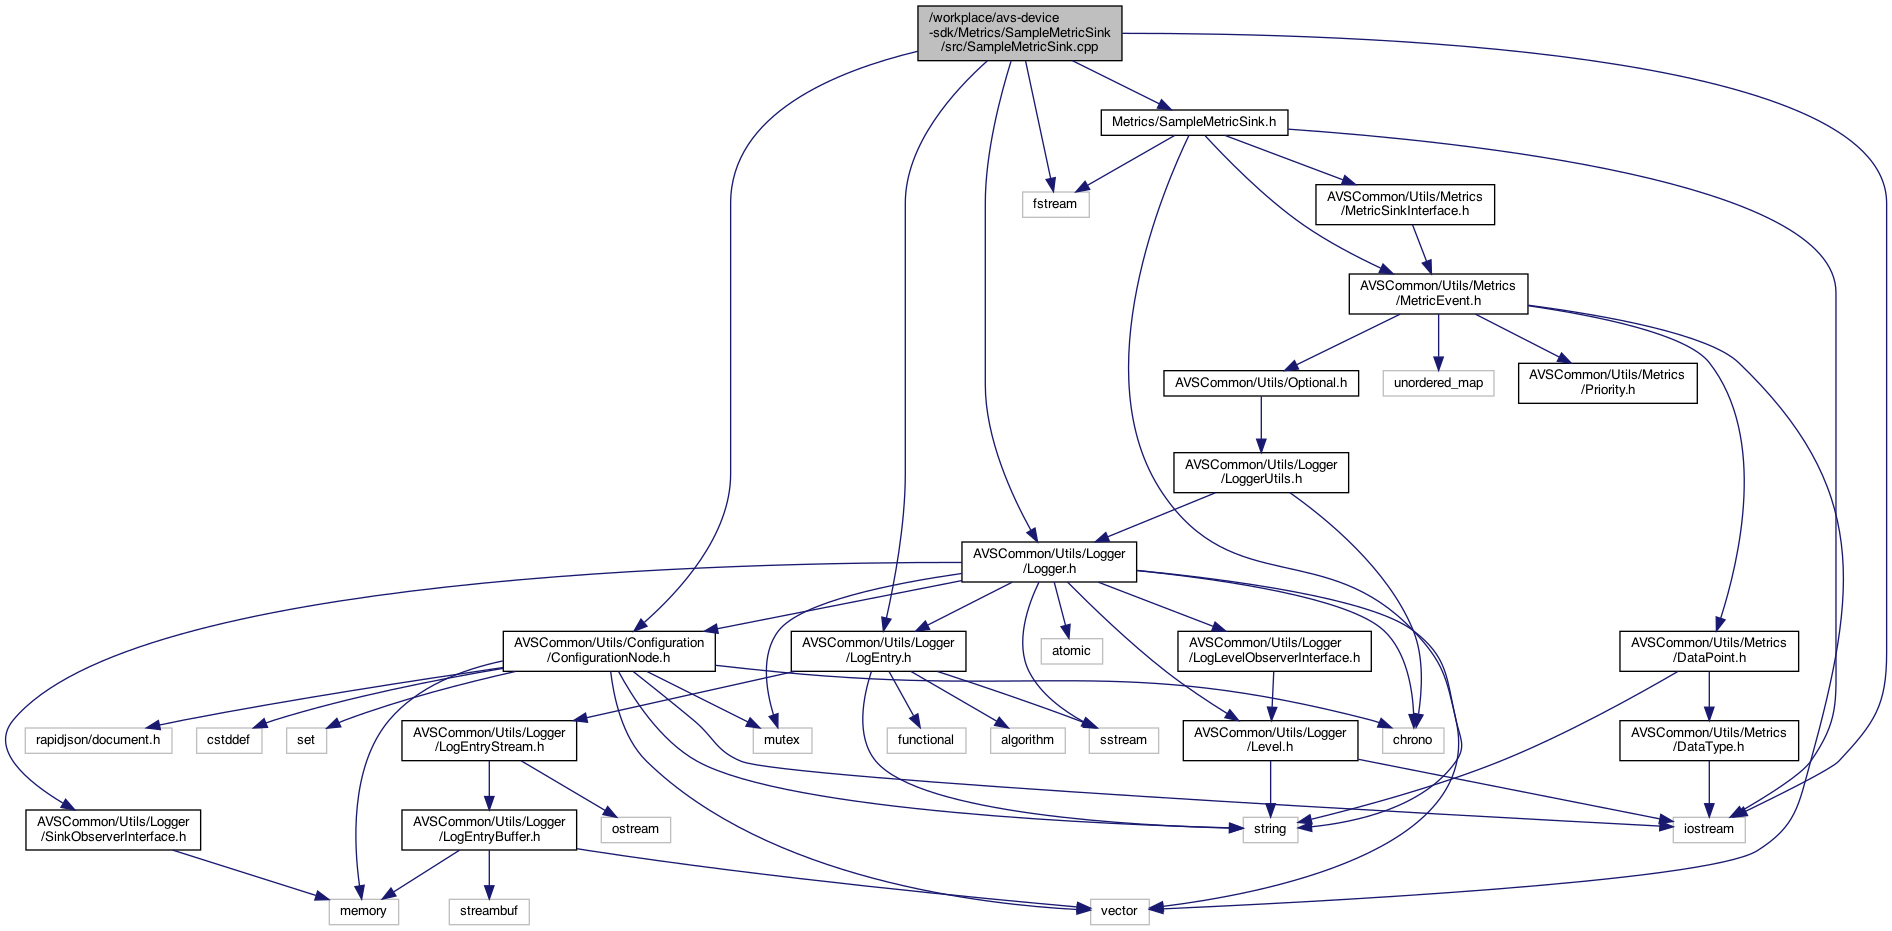 /workplace/avs-device
-sdk/Metrics/SampleMetricSink
/src/SampleMetricSink.cpp
Metrics/SampleMetricSink.h
fstream
AVSCommon/Utils/Metrics
/MetricSinkInterface.h
AVSCommon/Utils/Metrics
/MetricEvent.h
AVSCommon/Utils/Optional.h
unordered_map
AVSCommon/Utils/Metrics
/Priority.h
AVSCommon/Utils/Logger
/LoggerUtils.h
AVSCommon/Utils/Logger
/Logger.h
AVSCommon/Utils/Configuration
/ConfigurationNode.h
AVSCommon/Utils/Logger
/LogEntry.h
atomic
AVSCommon/Utils/Logger
/LogLevelObserverInterface.h
AVSCommon/Utils/Metrics
/DataPoint.h
rapidjson/document.h
cstddef
set
AVSCommon/Utils/Logger
/LogEntryStream.h
mutex
functional
algorithm
sstream
AVSCommon/Utils/Logger
/Level.h
chrono
AVSCommon/Utils/Metrics
/DataType.h
AVSCommon/Utils/Logger
/SinkObserverInterface.h
AVSCommon/Utils/Logger
/LogEntryBuffer.h
ostream
string
iostream
memory
streambuf
vector